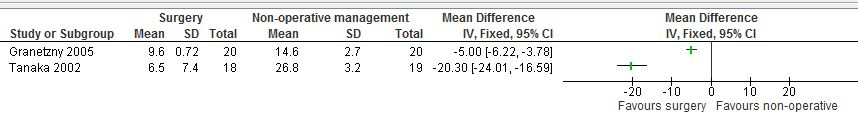 Surgery Non-operative management Mean Difference Mean Difference
Study or Subgroup Mean SD Total Mean SD Total IV, Fixed, 95% CI IV, Fixed, 95% CI
Granetzny 2005 9.6 0.72 20 14.6 2.7 20 -5.00 [-6.22, -3.78]
Tanaka 2002 6.5 7.4 18 26.8 3.2 19 -20.30 [-24.01, -16.59]
-20 -10 0 10 20
Favours surgery Favours non-operative